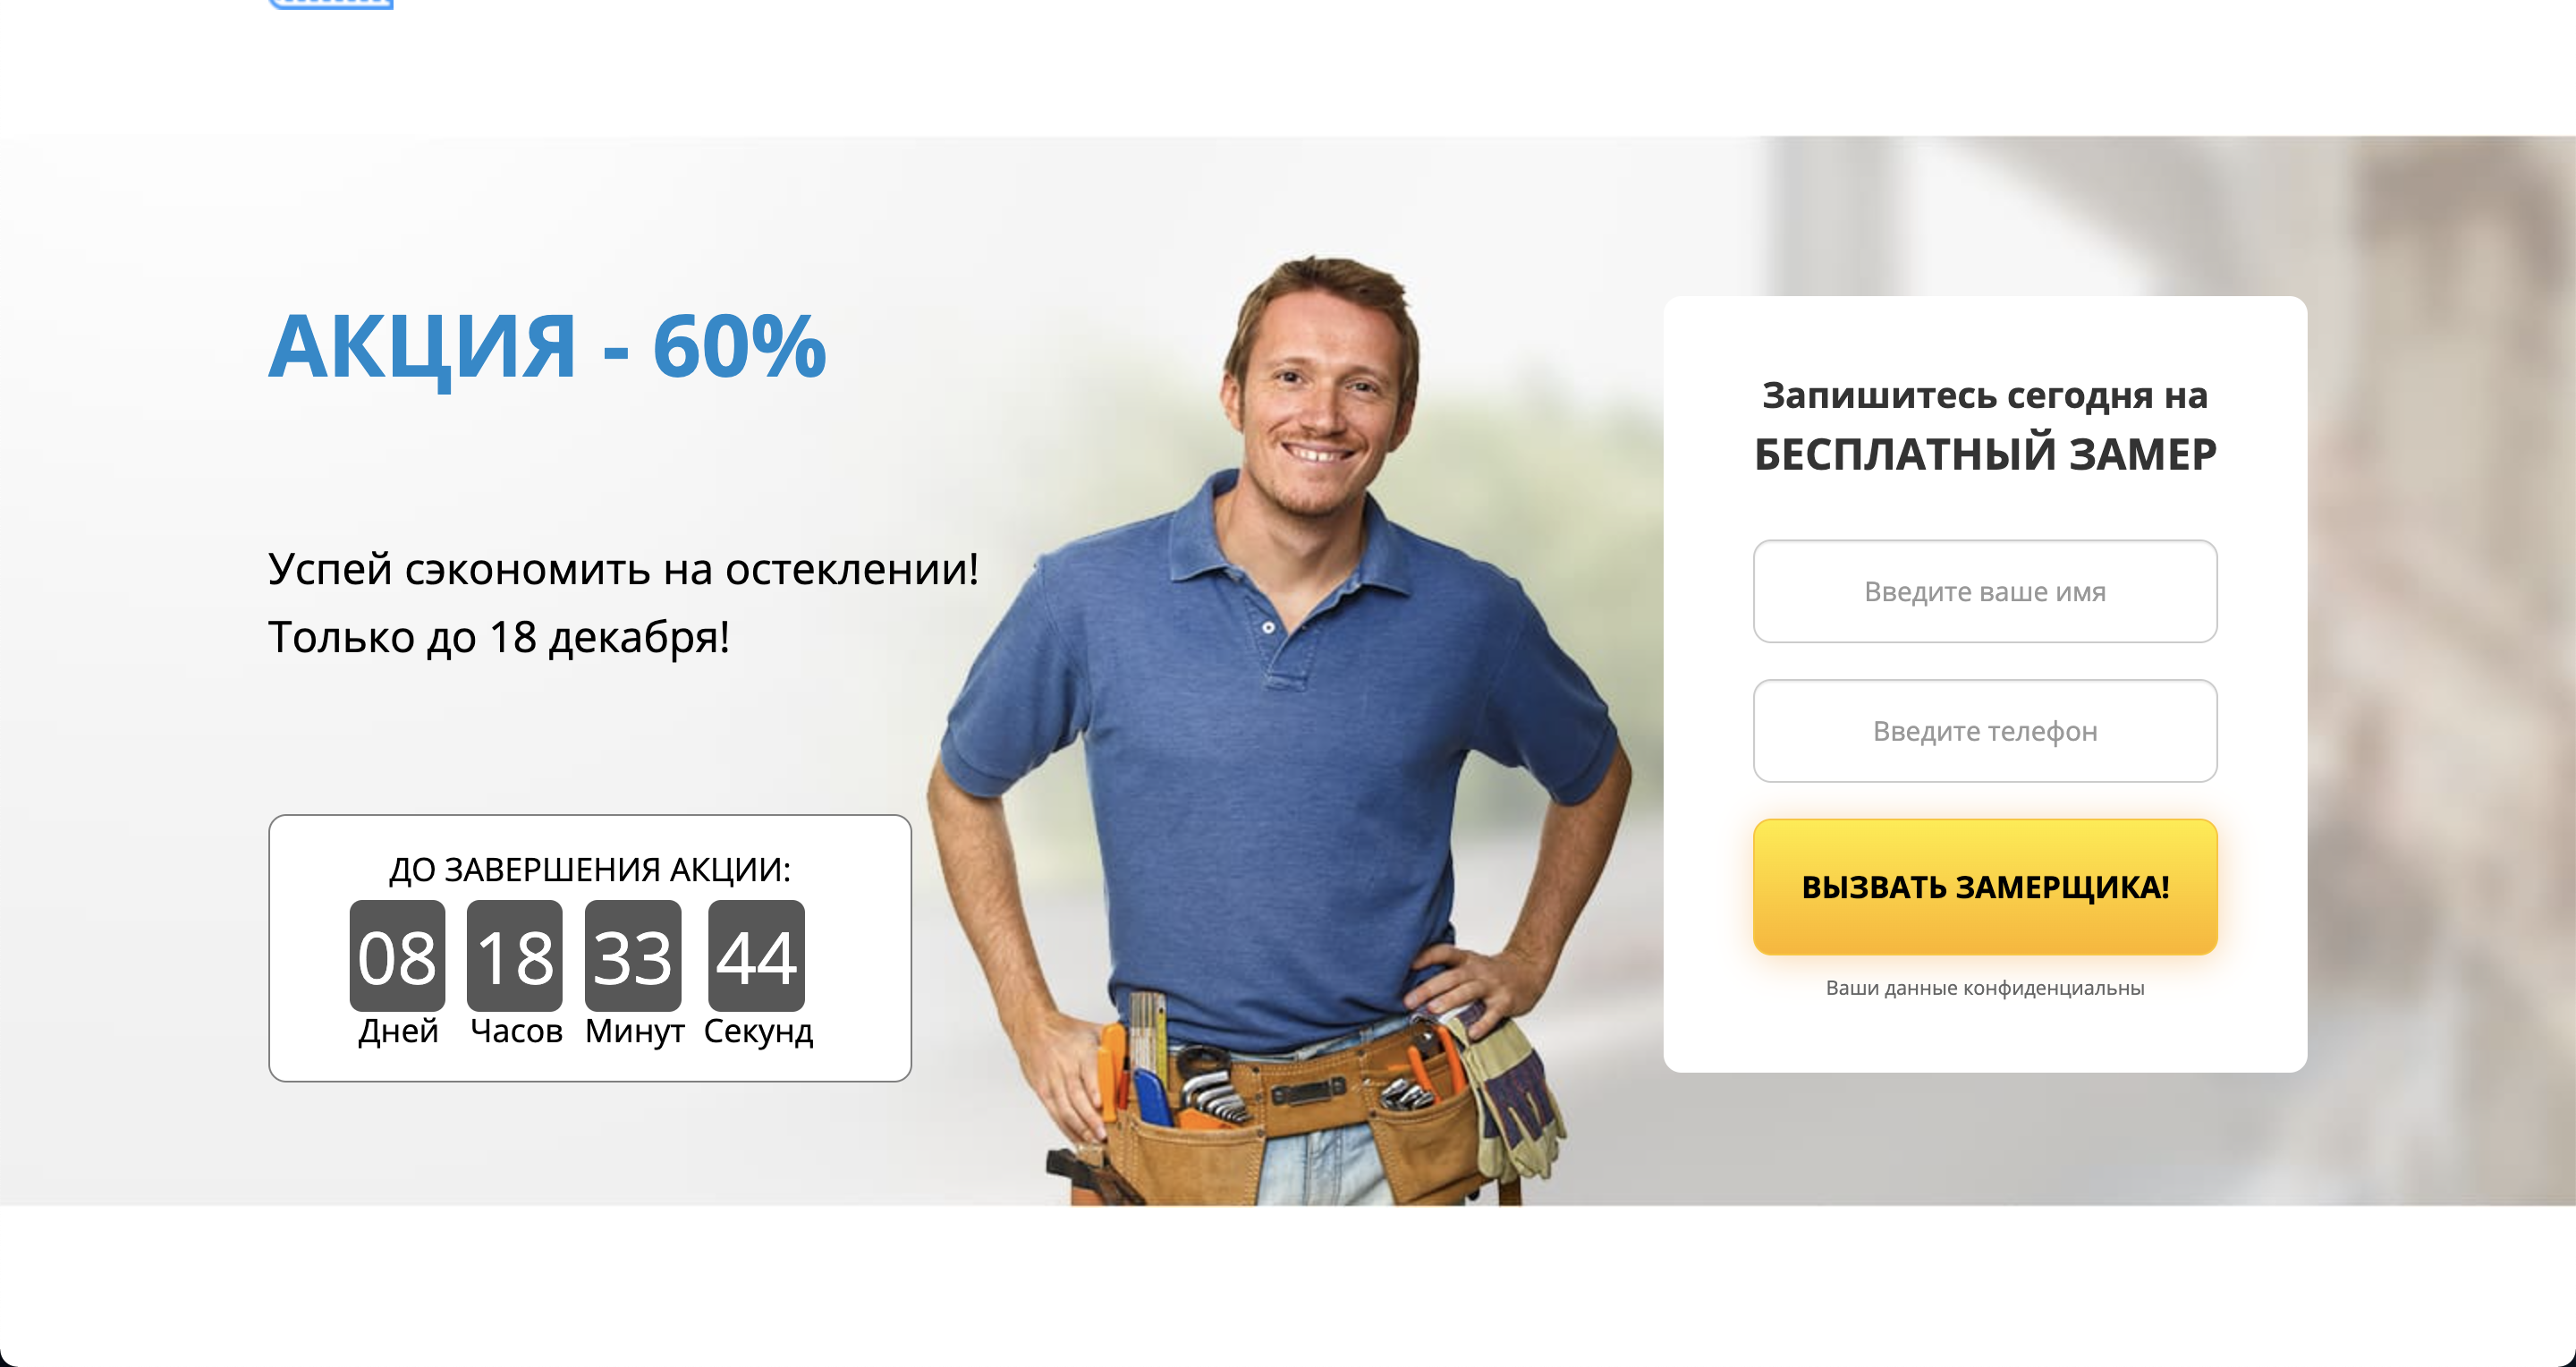 АКЦИЯ - 60%
Успей сэкономить на остеклении!
Только до 18 декабря!
ДО ЗАВЕРШЕНИЯ АКЦИИ:
08 18 33 44
Дней Часов Минут Секунд
Запишитесь сегодня на
БЕСПЛАТНЫЙ ЗАМЕР
Введите ваше имя
Введите телефон
ВЫЗВАТЬ ЗАМЕРЩИКА!
Ваши данные конфиденциальны